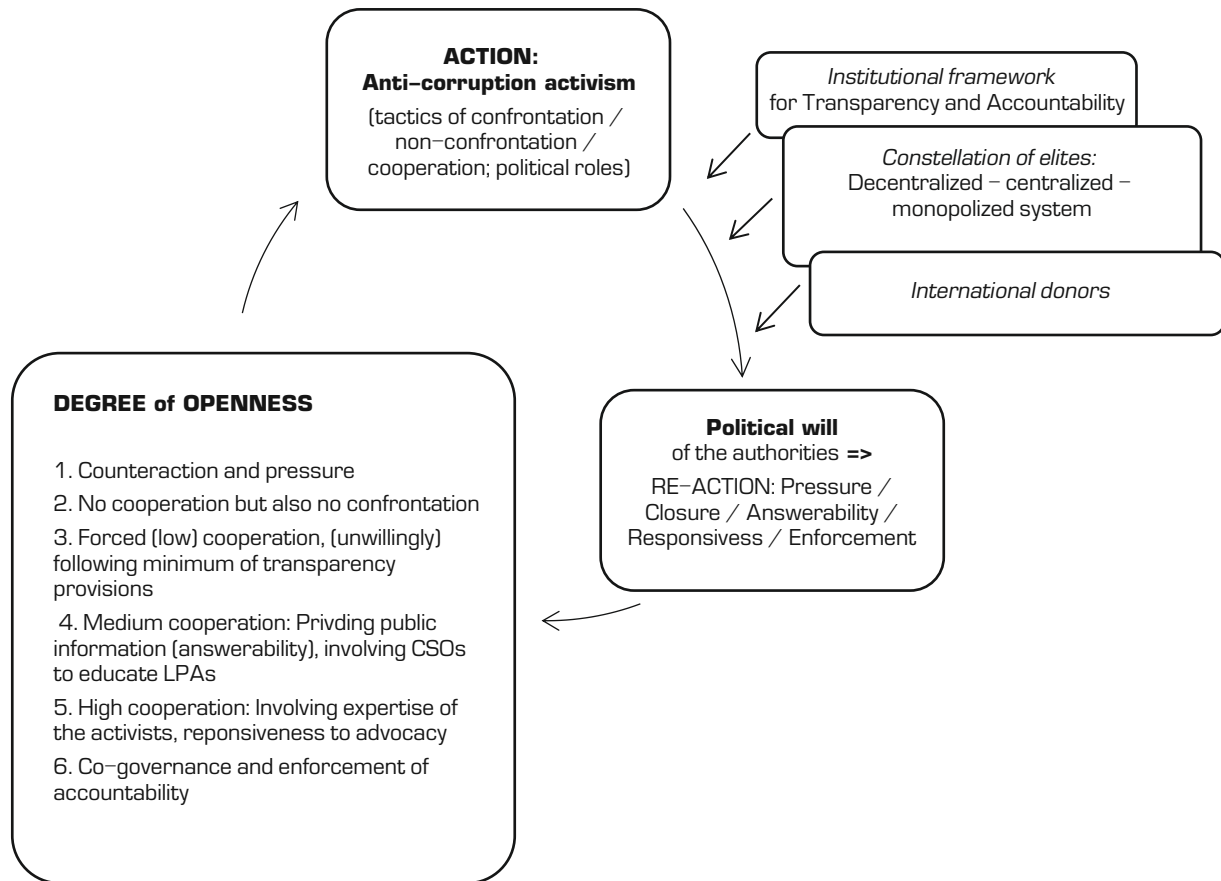 ACTION:
Anti–corruption activism
(tactics of confrontation /
non–confrontation /
cooperation; political roles)
Institutional framework
for Transparency and Accountability
Constellation of elites:
Decentralized – centralized –
monopolized system
International donors
Political will
of the authorities =>
RE–ACTION: Pressure /
Closure / Answerability /
Responsivess / Enforcement
DEGREE of OPENNESS
1. Counteraction and pressure
2. No cooperation but also no confrontation
3. Forced (low) cooperation, (unwillingly)
following minimum of transparency
provisions
4. Medium cooperation: Privding public
information (answerability), involving CSOs
to educate LPAs
5. High cooperation: Involving expertise of
the activists, reponsiveness to advocacy
6. Co–governance and enforcement of
accountability